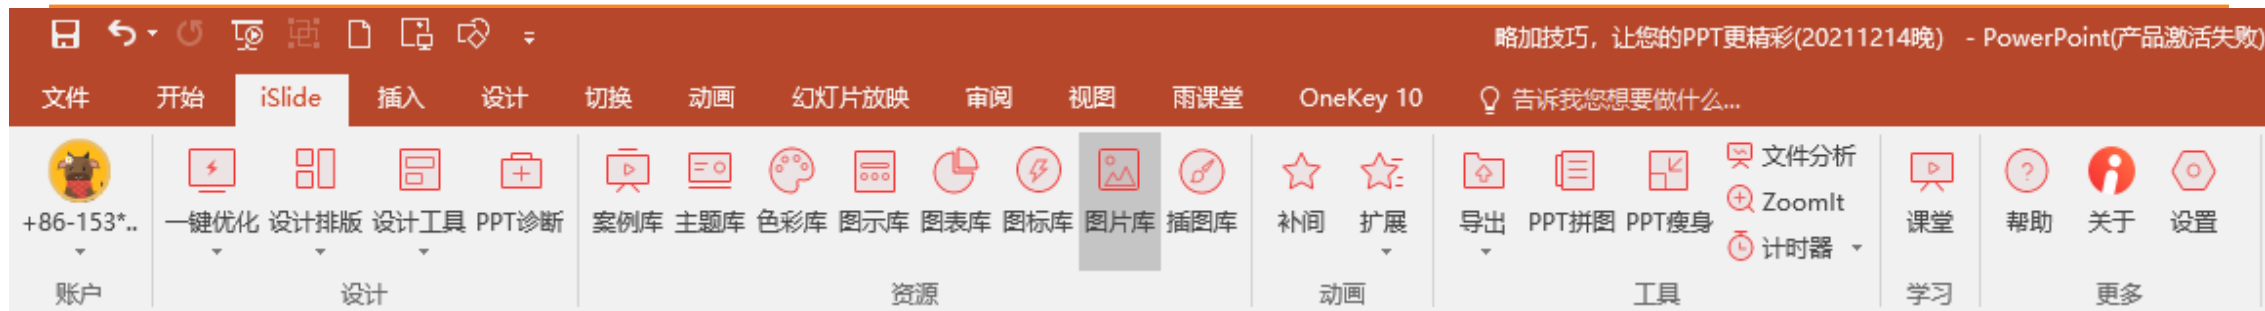 略加技巧，让您的PPT更精彩(20211214晚) - PowerPoint(产品激活失败)
文件 开始 iSlide 插入 设计 切换 动画 幻灯片放映 审阅 视图 雨课堂 OneKey 10 告诉我您想要做什么...
文件分析
ZoomIt
+86-153*.. 一键优化 设计排版 设计工具 PPT诊断 案例库 主题库 色彩库 图示库 图表库 图标库 图片库 插图库 补间 扩展 导出 PPT拼图 PPT瘦身 课堂 帮助 关于 设置
计时器
账户 设计 资源 动画 工具 学习 更多